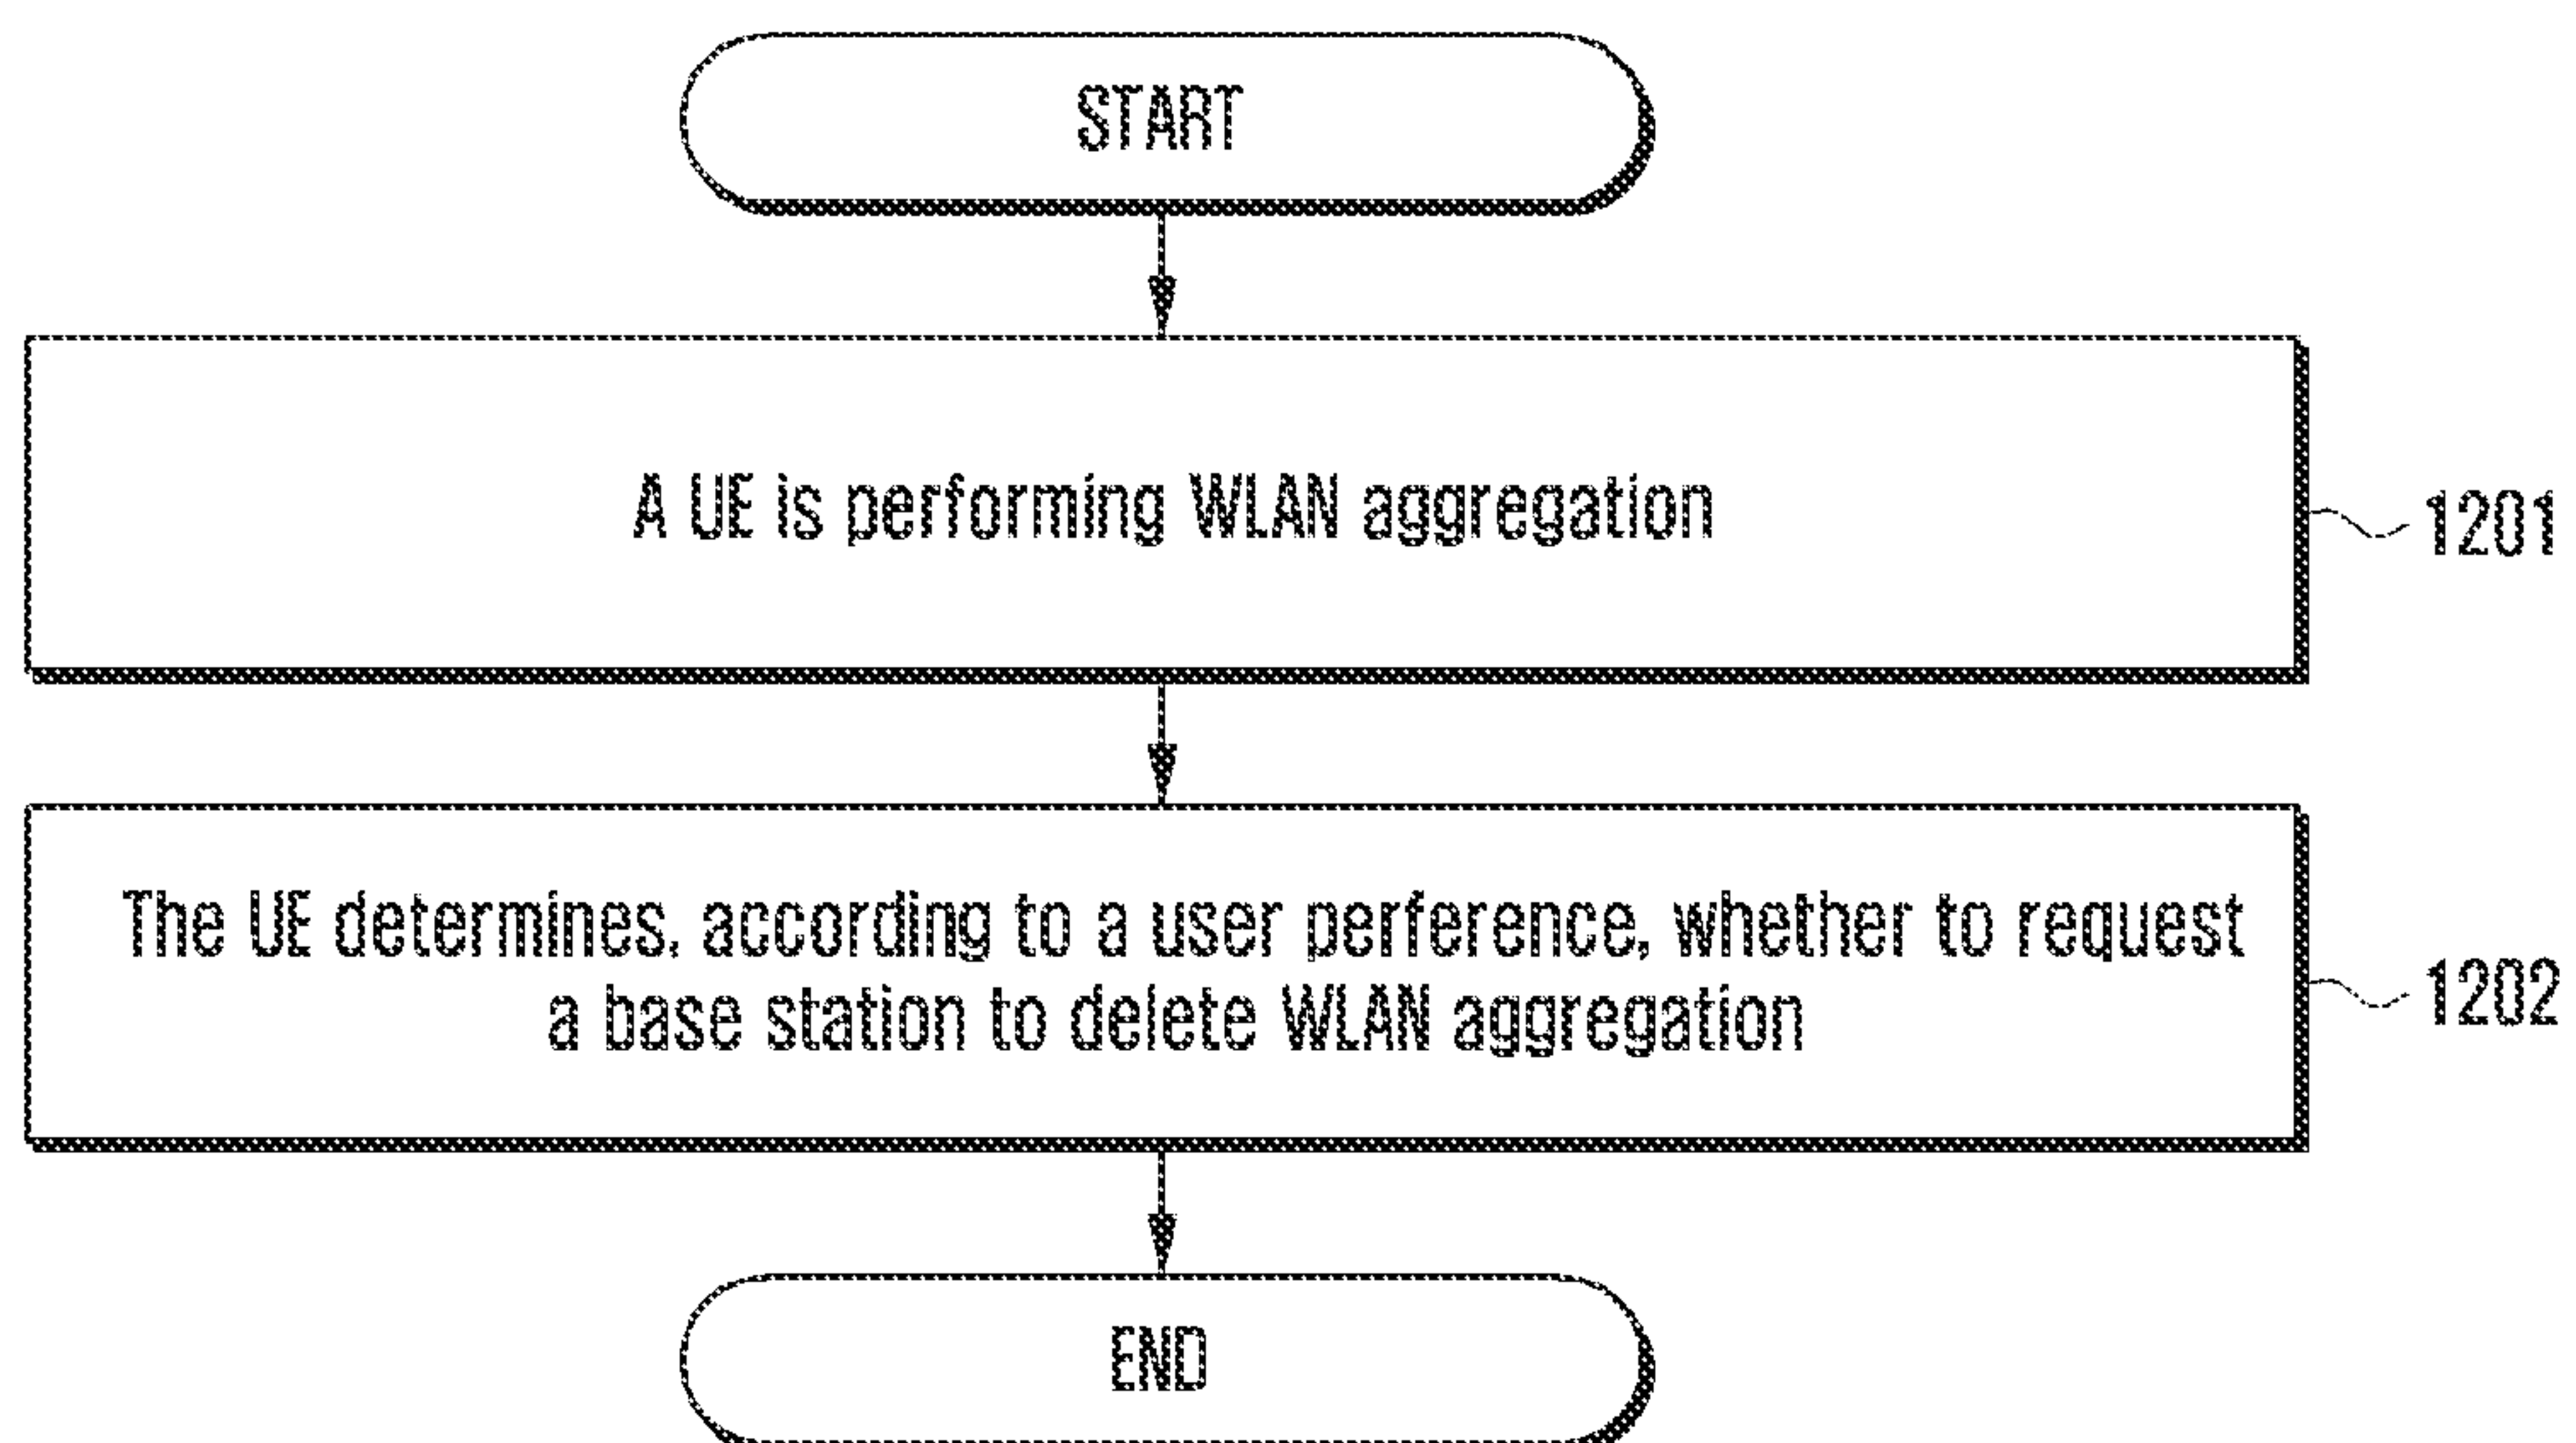 START
A UE is performing WLAN aggregation
1201
The UE determines, according to a user perference, whether to request
a base station to delete WLAN aggregation
1202
END